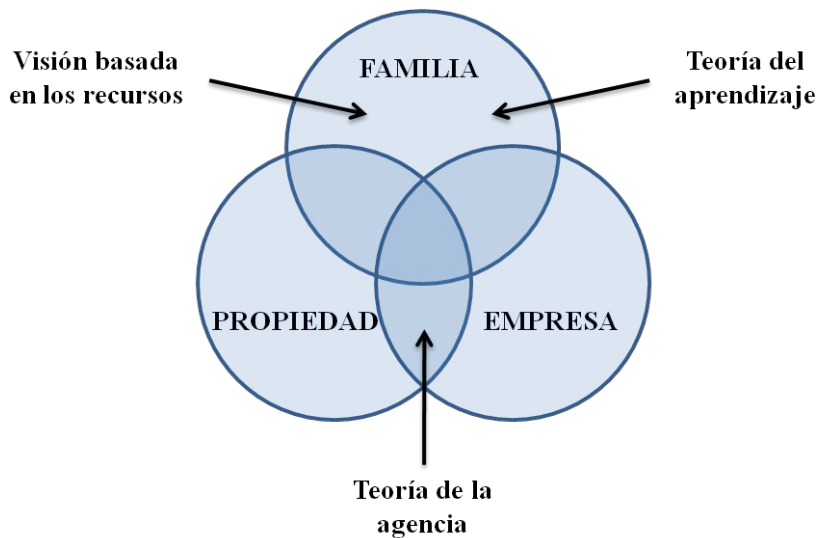 Visión basada
en los recursos
FAMILIA
Teoría del
aprendizaje
PROPIEDAD
EMPRESA
Teoría de la
agencia